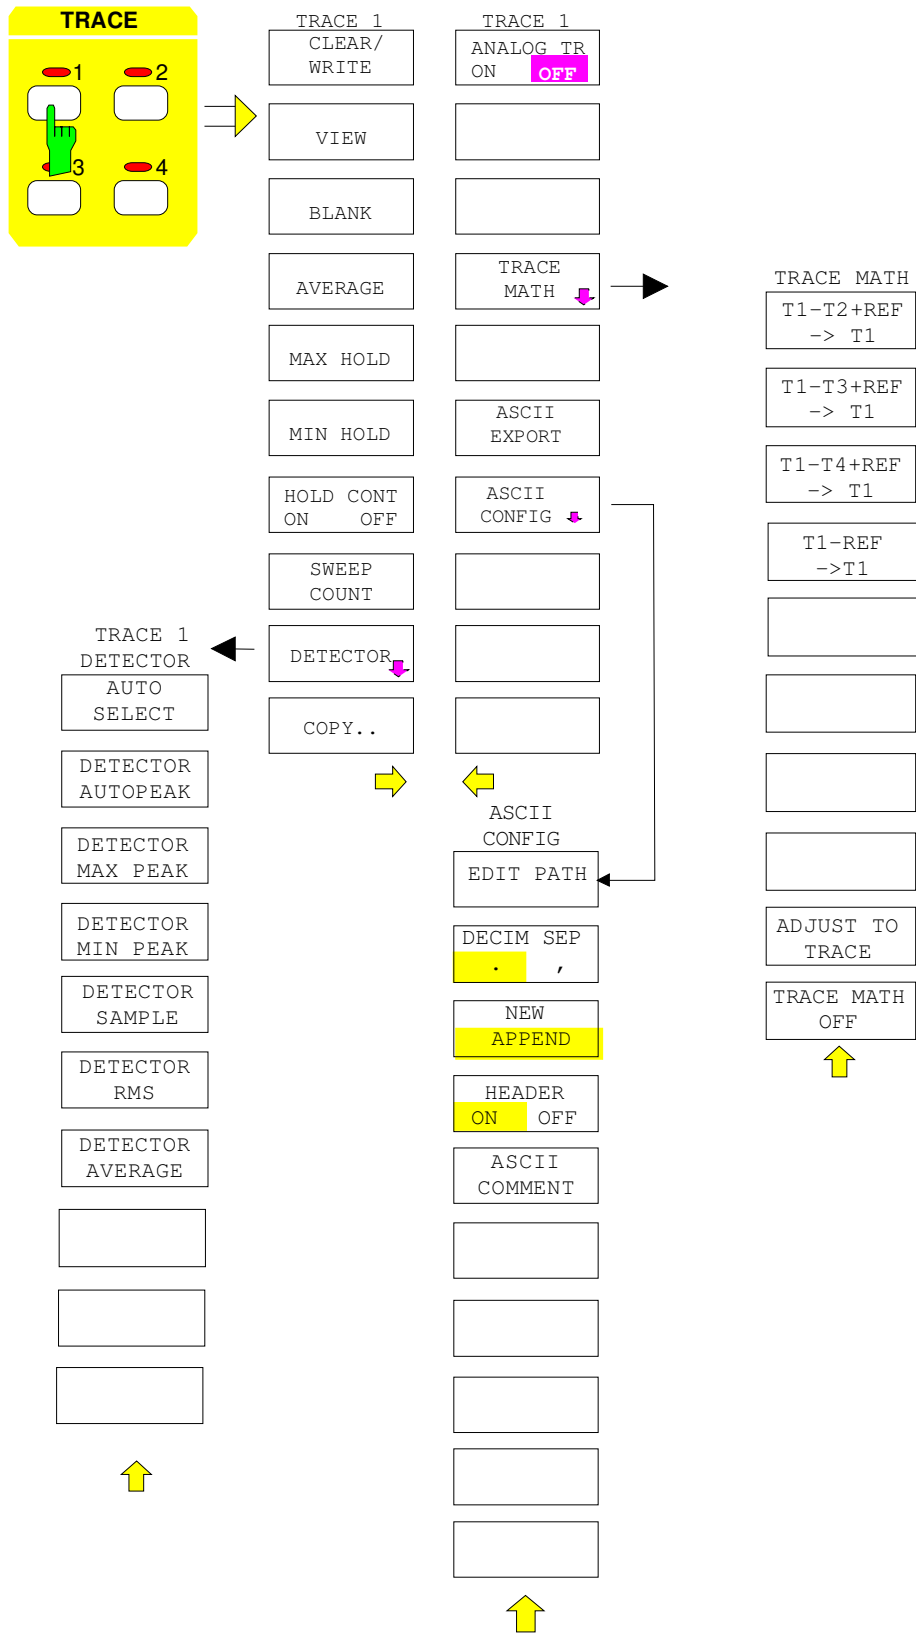 TRACE
1
2
3
4
TRACE 1
CLEAR/
WRITE
VIEW
BLANK
AVERAGE
MAX HOLD
MIN HOLD
HOLD CONT
ON OFF
SWEEP
COUNT
DETECTOR
COPY..
TRACE 1
ANALOG TR
ON OFF
TRACE
MATH
ASCII
EXPORT
ASCII
CONFIG
TRACE MATH
T1-T2+REF
-> T1
T1-T3+REF
-> T1
T1-T4+REF
-> T1
T1-REF
->T1
ADJUST TO
TRACE
TRACE MATH
OFF
TRACE 1
DETECTOR
AUTO
SELECT
DETECTOR
AUTOPEAK
DETECTOR
MAX PEAK
DETECTOR
MIN PEAK
DETECTOR
SAMPLE
DETECTOR
RMS
DETECTOR
AVERAGE
ASCII
CONFIG
EDIT PATH
DECIM SEP
. ,
NEW
APPEND
HEADER
ON OFF
ASCII
COMMENT